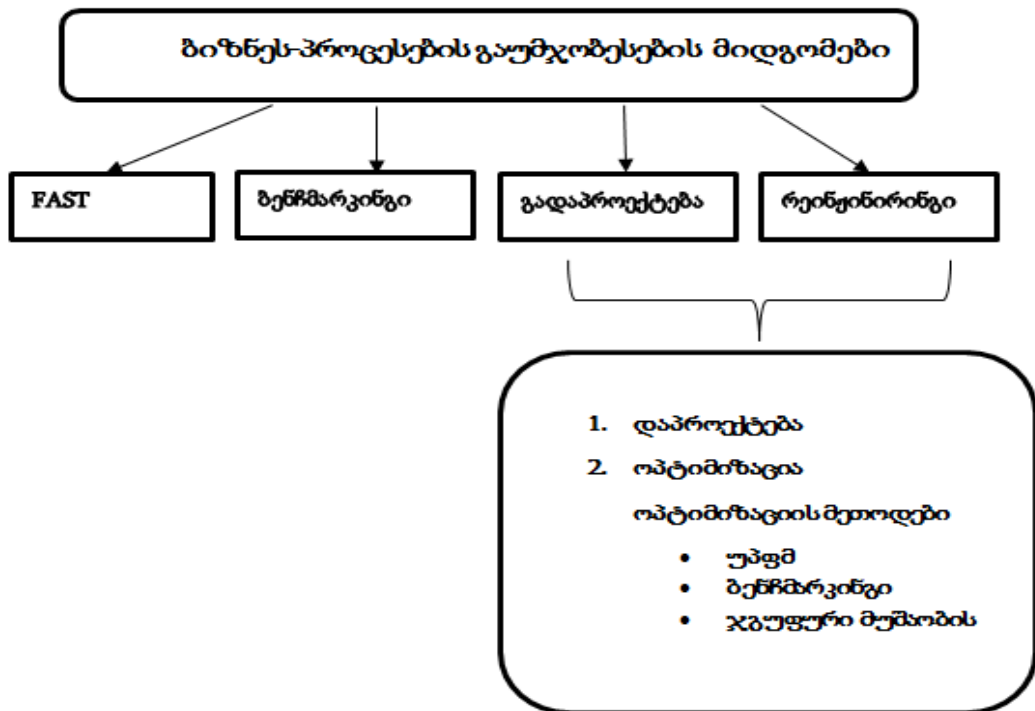 ბიზნეს-პროცესების გაუმჯობესების მიდგომები
FAST
ბენჩმარკინგი
გადაპროექტება
რეინჟინირინგი
1. დაპროექტება
2. ოპტიმიზაცია
ოპტიმიზაციის მეთოდები
• უპფმ
• ბენჩმარკინგი
• ჯგუფური მუშაობის